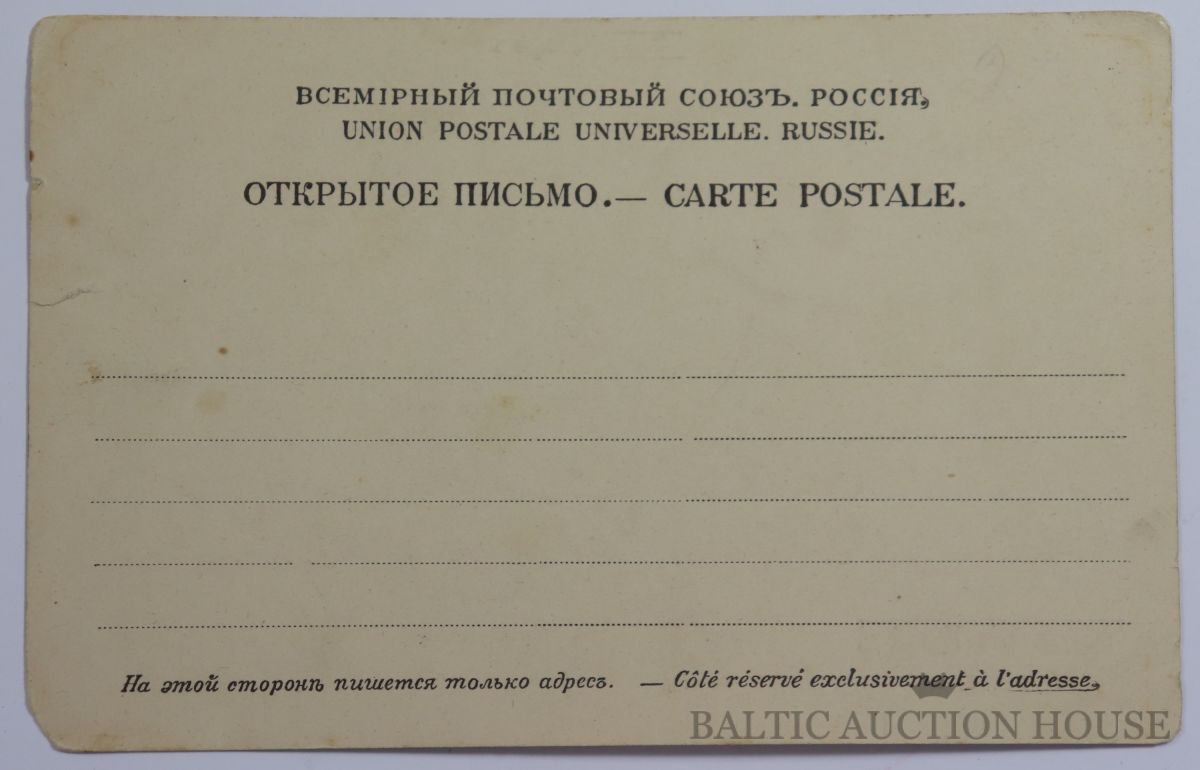 ВСЕМІРНЫЙ ПОЧТОВЫЙ СОЮЗЪ. РОССІЯ.
UNION POSTALE UNIVERSELLE. RUSSIE.
ОТКРЫТОЕ ПИСЬМО.— CARTE POSTALE.
На этой сторонѣ пишется только адресъ. — Côté réservé exclusivement à l'adresse.
BALTIC AUCTION HOUSE